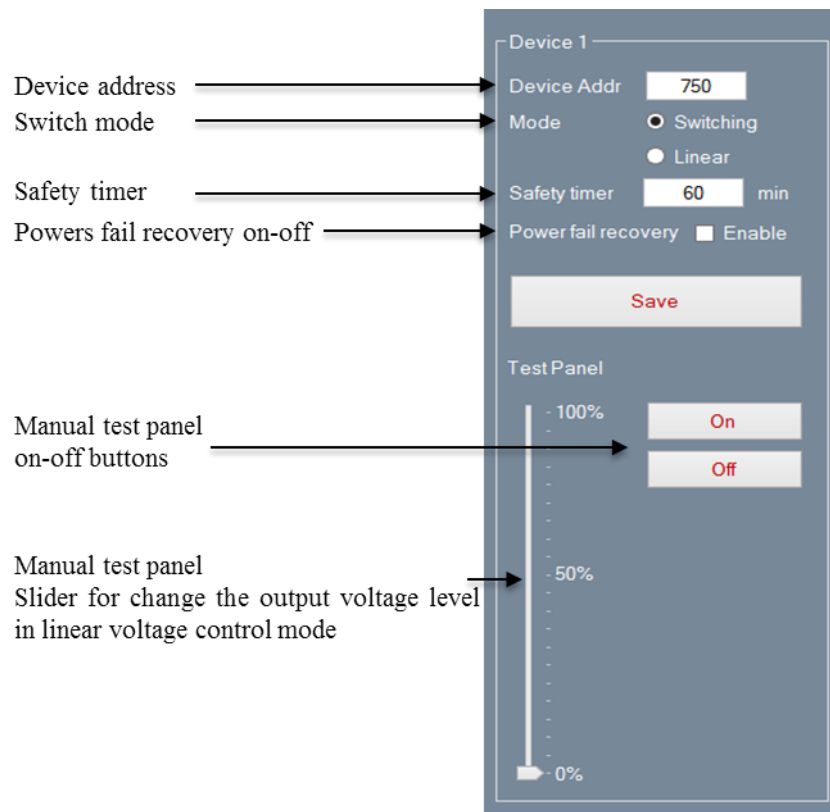 Device 1
Device address Device Addr 750
Switch mode Mode Switching
Linear
Safety timer Safety timer 60 min
Powers fail recovery on-off Power fail recovery Enable
Save
Test Panel
100%
Manual test panel On
on-off buttons Off
Manual test panel 50%
Slider for change the output voltage level
in linear voltage control mode
0%